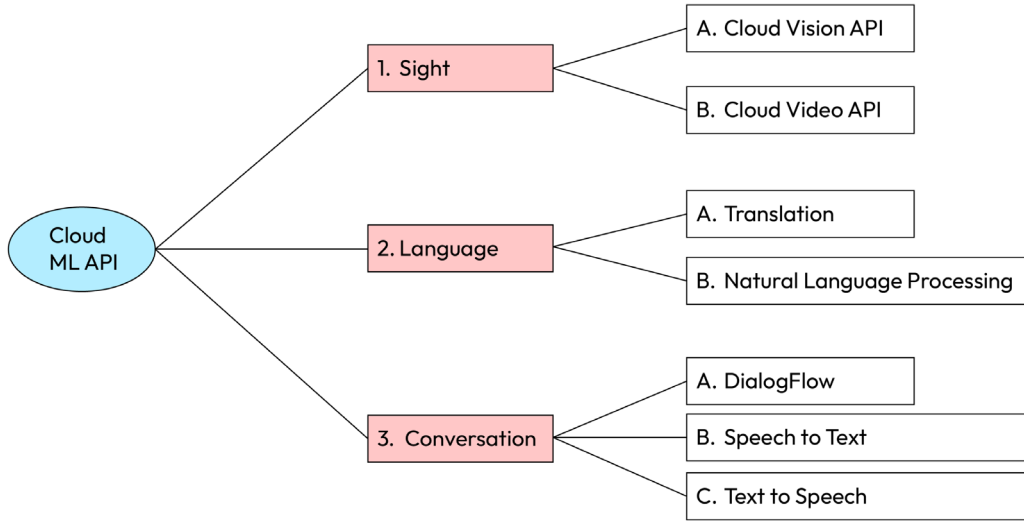 Cloud
ML API
1. Sight
A. Cloud Vision API
B. Cloud Video API
2. Language
A. Translation
B. Natural Language Processing
3. Conversation
A. DialogFlow
B. Speech to Text
C. Text to Speech